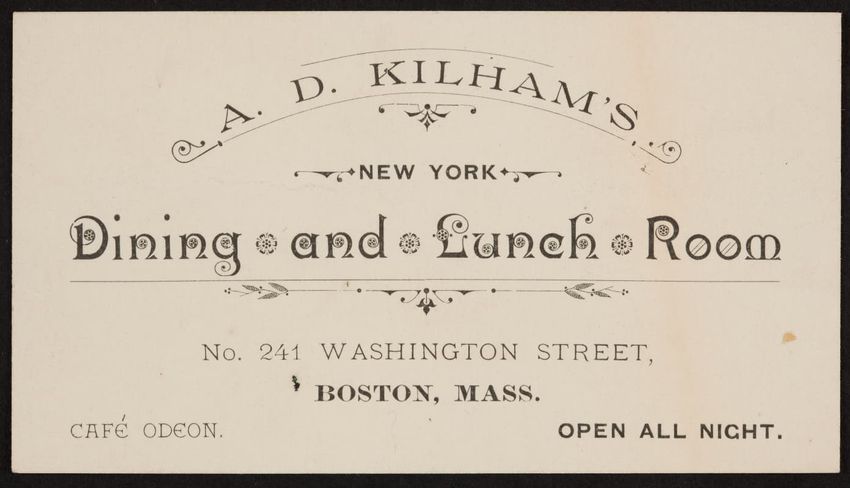 A. D. KILHAM'S
NEW YORK
Dining and Lunch Room
No. 241 WASHINGTON STREET,
BOSTON, MASS.
CAFÉ ODEON.
OPEN ALL NIGHT.